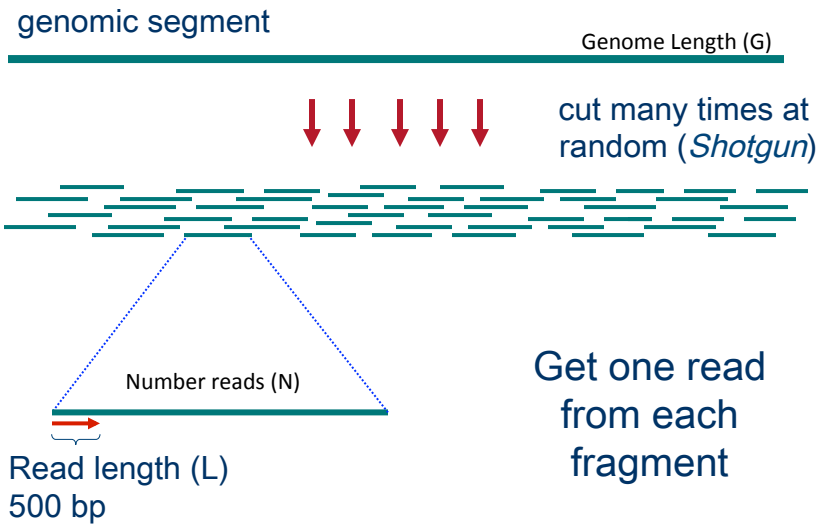 genomic segment
Genome Length (G)
cut many times at
random (Shotgun)
Number reads (N)
Get one read
from each
fragment
Read length (L)
500 bp